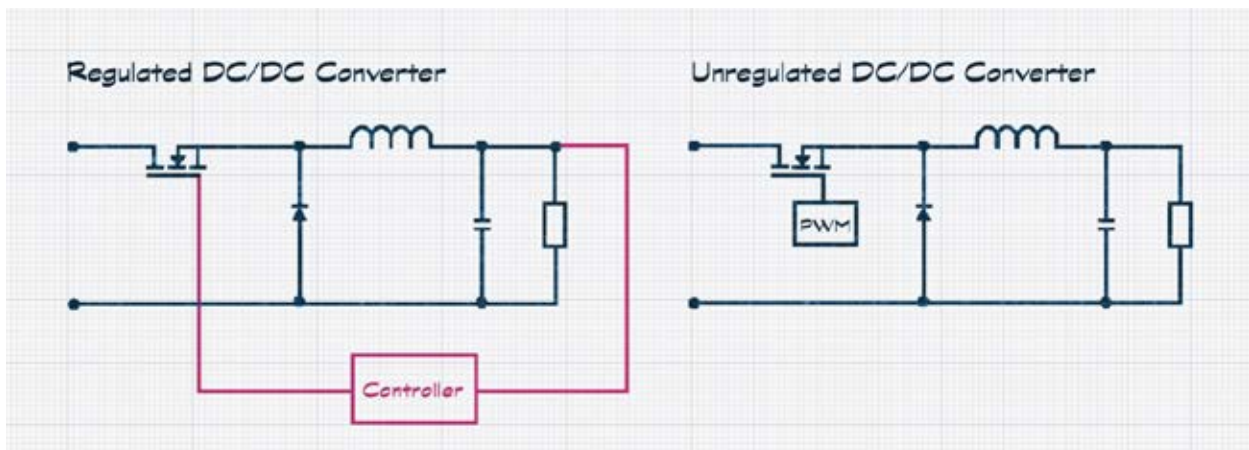 Regulated DC/DC Converter
Unregulated DC/DC Converter
PWM
Controller